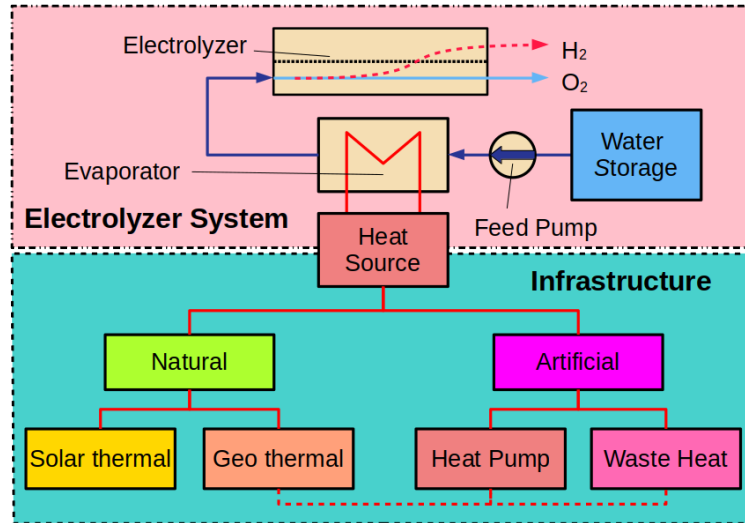 Electrolyzer
H2
O2
Evaporator
Water
Storage
Electrolyzer System
Feed Pump
Heat
Source
Infrastructure
Natural
Artificial
Solar thermal
Geo thermal
Heat Pump
Waste Heat